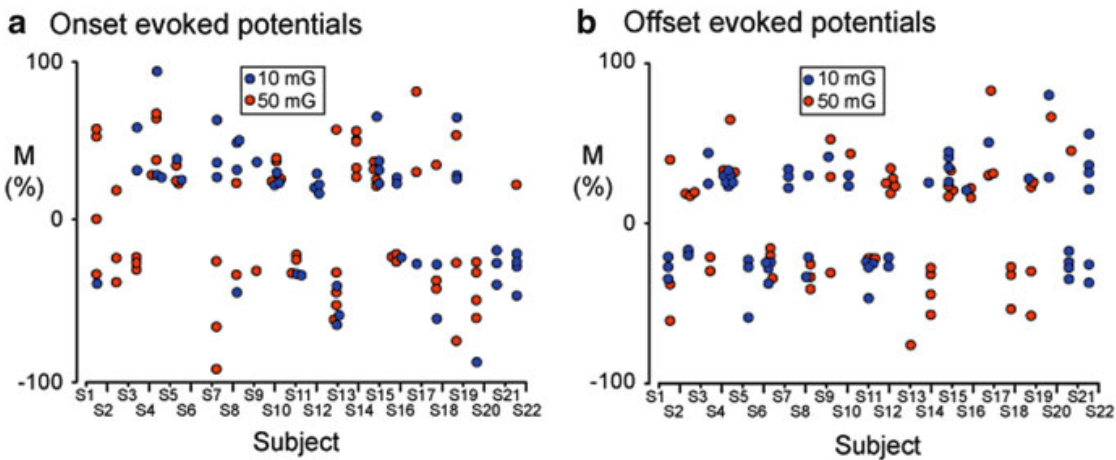 a Onset evoked potentials
100
M
(%)
0
-100
10 mG
50 mG
S1 S3 S5 S7 S9 S11 S13 S15 S17 S19 S21
S2 S4 S6 S8 S10 S12 S14 S16 S18 S20 S22
Subject
b Offset evoked potentials
100
M
(%)
0
-100
10 mG
50 mG
S1 S3 S5 S7 S9 S11 S13 S15 S17 S19 S21
S2 S4 S6 S8 S10 S12 S14 S16 S18 S20 S22
Subject